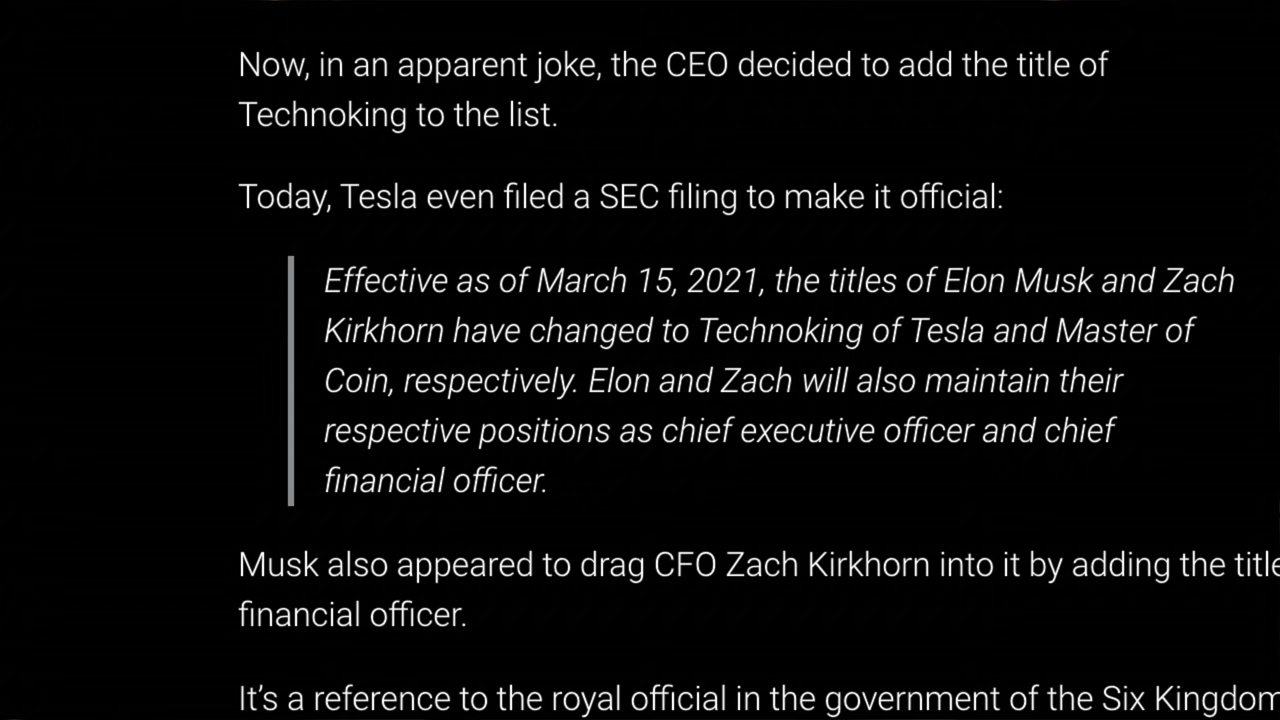 Now, in an apparent joke, the CEO decided to add the title of
Technoking to the list.
Today, Tesla even filed a SEC filing to make it official:
Effective as of March 15, 2021, the titles of Elon Musk and Zach
Kirkhorn have changed to Technoking of Tesla and Master of
Coin, respectively. Elon and Zach will also maintain their
respective positions as chief executive officer and chief
financial officer.
Musk also appeared to drag CFO Zach Kirkhorn into it by adding the title
financial officer.
It’s a reference to the royal official in the government of the Six Kingdom